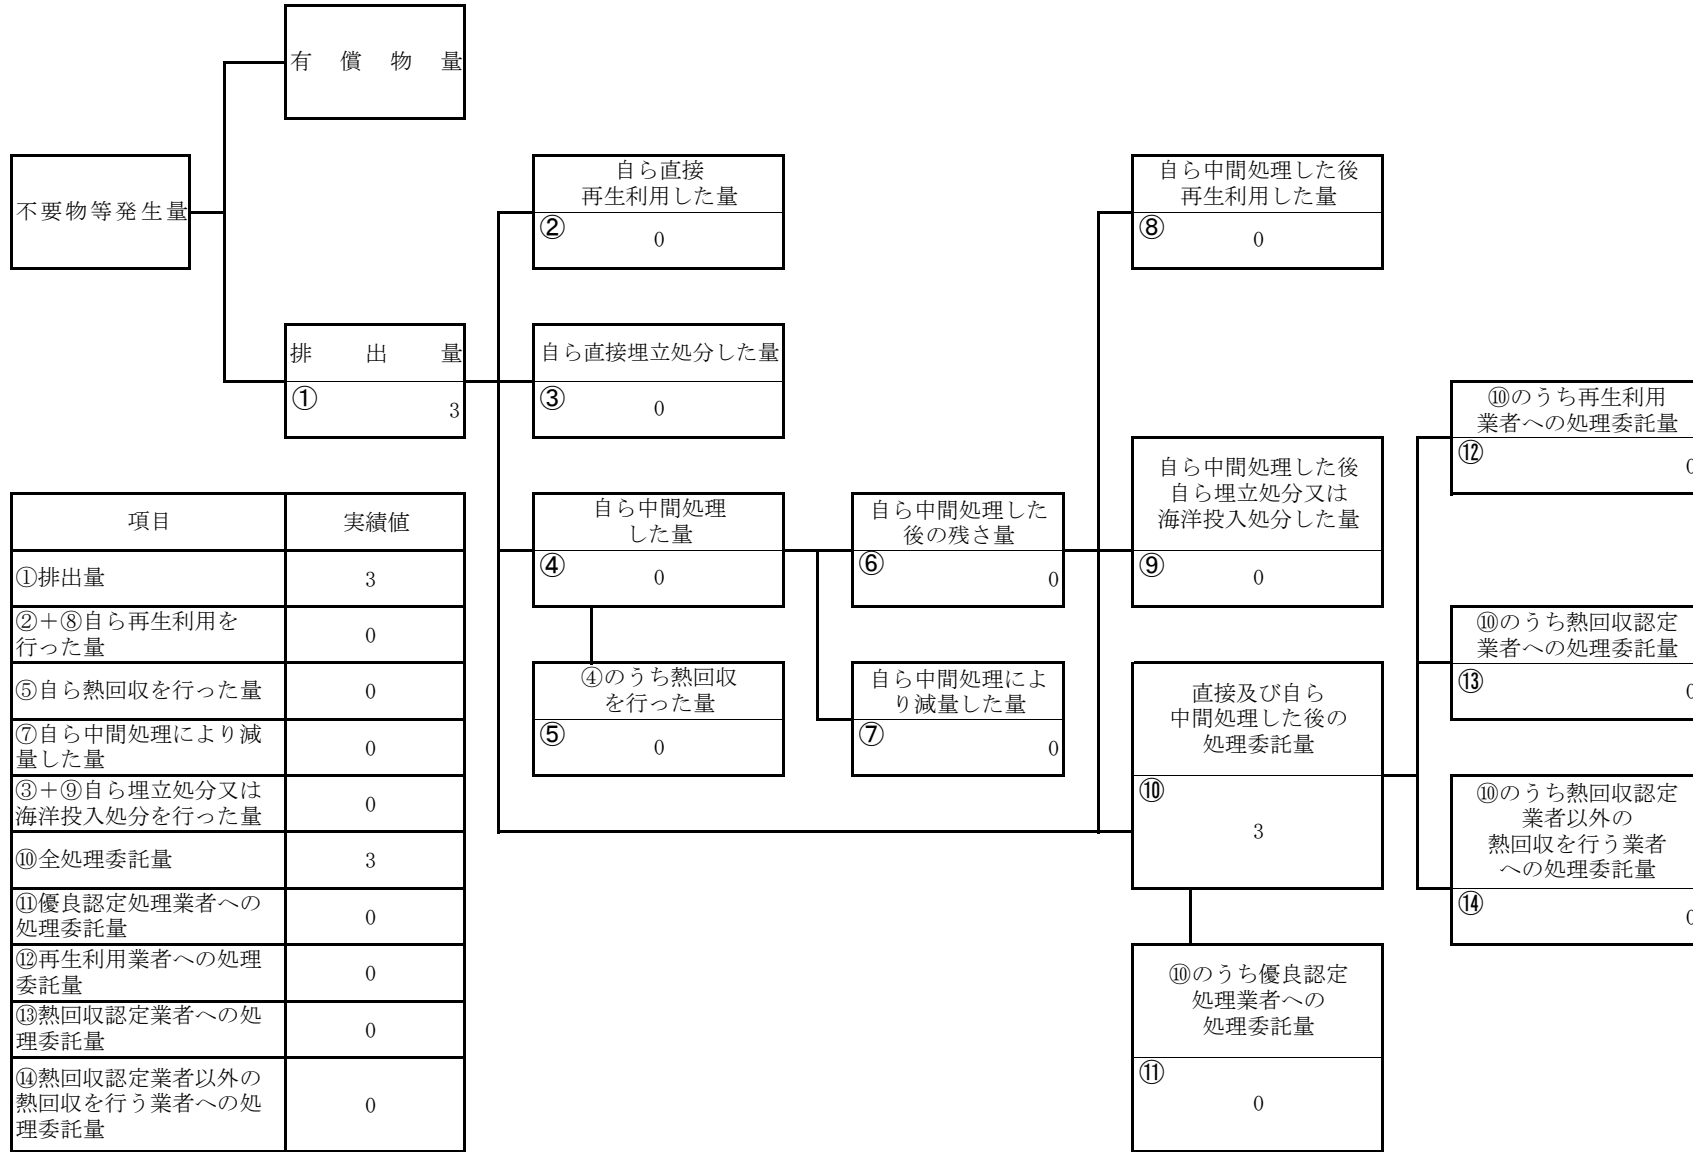 有償物量
不要物等発生量
自ら直接
再生利用した量
②
0
自ら中間処理した後
再生利用した量
⑧
0
排出量
①
3
自ら直接埋立処分した量
③
0
⑩のうち再生利用
業者への処理委託量
⑫
0
自ら中間処理した後
自ら埋立処分又は
海洋投入処分した量
⑨
0
自ら中間処理
した量
④
0
自ら中間処理した
後の残さ量
⑥
0
⑩のうち熱回収認定
業者への処理委託量
⑬
0
④のうち熱回収
を行った量
⑤
0
自ら中間処理によ
り減量した量
⑦
0
直接及び自ら
中間処理した後の
処理委託量
⑩
3
⑩のうち熱回収認定
業者以外の
熱回収を行う業者
への処理委託量
⑭
0
⑩のうち優良認定
処理業者への
処理委託量
⑪
0
項目 実績値
①排出量 3
②＋⑧自ら再生利用を
行った量 0
⑤自ら熱回収を行った量 0
⑦自ら中間処理により減
量した量 0
③＋⑨自ら埋立処分又は
海洋投入処分を行った量 0
⑩全処理委託量 3
⑪優良認定処理業者への
処理委託量 0
⑫再生利用業者への処理
委託量 0
⑬熱回収認定業者への処
理委託量 0
⑭熱回収認定業者以外の
熱回収を行う業者への処
理委託量 0